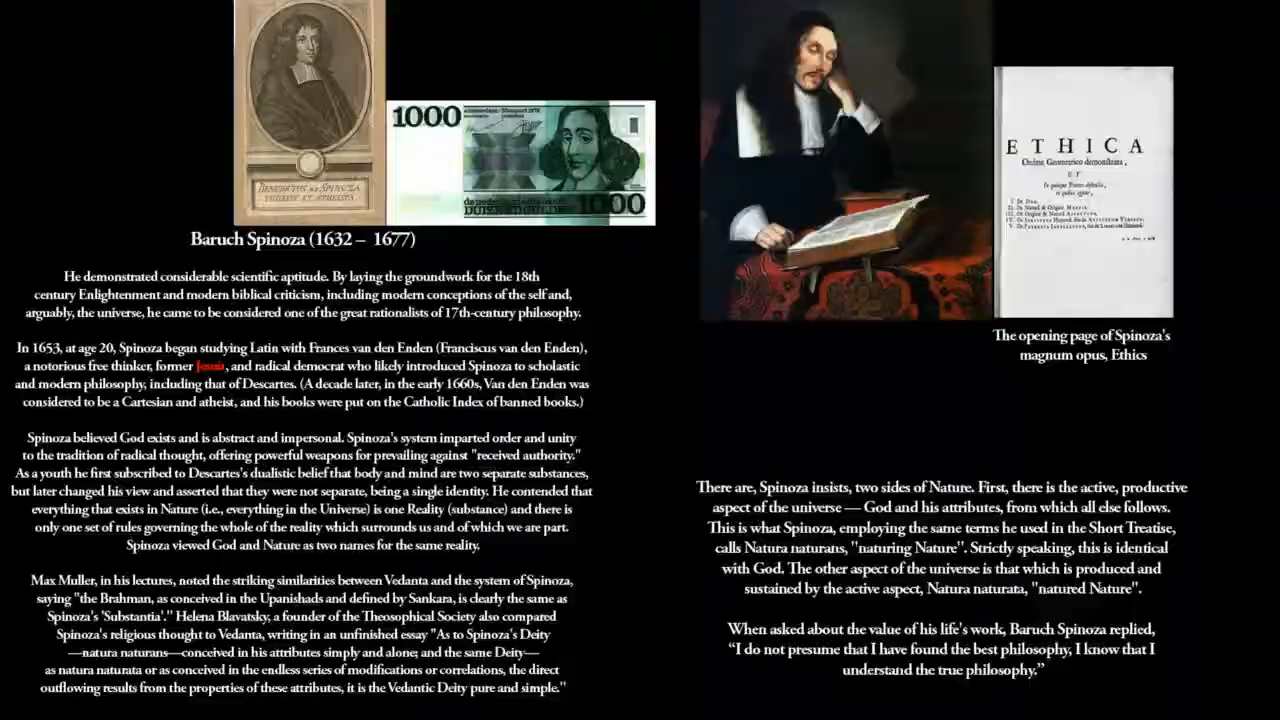 BENEDICTUS de SPINOZA
1000
DUIZEND GULDEN
1000
Baruch Spinoza (1632 – 1677)
He demonstrated considerable scientific aptitude. By laying the groundwork for the 18th
century Enlightenment and modern biblical criticism, including modern conceptions of the self and,
arguably, the universe, he came to be considered one of the great rationalists of 17th-century philosophy.
In 1653, at age 20, Spinoza began studying Latin with Frances van den Enden (Franciscus van den Enden),
a notorious free thinker, former Jesuit, and radical democrat who likely introduced Spinoza to scholastic
and modern philosophy, including that of Descartes. (A decade later, in the early 1660s, Van den Enden was
considered to be a Cartesian and atheist, and his books were put on the Catholic Index of banned books.)
Spinoza believed God exists and is abstract and impersonal. Spinoza's system imparted order and unity
to the tradition of radical thought, offering powerful weapons for prevailing against "received authority."
As a youth he first subscribed to Descartes's dualistic belief that body and mind are two separate substances,
but later changed his view and asserted that they were not separate, being a single identity. He contended that
everything that exists in Nature (i.e., everything in the Universe) is one Reality (substance) and there is
only one set of rules governing the whole of the reality which surrounds us and of which we are part.
Spinoza viewed God and Nature as two names for the same reality.
Max Muller, in his lectures, noted the striking similarities between Vedanta and the system of Spinoza,
saying "the Brahman, as conceived in the Upanishads and defined by Sankara, is clearly the same as
Spinoza's 'Substantia'." Helena Blavatsky, a founder of the Theosophical Society also compared
Spinoza's religious thought to Vedanta, writing in an unfinished essay "As to Spinoza's Deity
—natura naturans—conceived in his attributes simply and alone; and the same Deity—
as natura naturata or as conceived in the endless series of modifications or correlations, the direct
outflowing results from the properties of these attributes, it is the Vedantic Deity pure and simple."
ETHICA
Ordine Geometrico demonstrata,
ET
The opening page of Spinoza's
magnum opus, Ethics
There are, Spinoza insists, two sides of Nature. First, there is the active, productive
aspect of the universe — God and his attributes, from which all else follows.
This is what Spinoza, employing the same terms he used in the Short Treatise,
calls Natura naturans, "naturing Nature". Strictly speaking, this is identical
with God. The other aspect of the universe is that which is produced and
sustained by the active aspect, Natura naturata, "natured Nature".
When asked about the value of his life's work, Baruch Spinoza replied,
“I do not presume that I have found the best philosophy, I know that I
understand the true philosophy.”